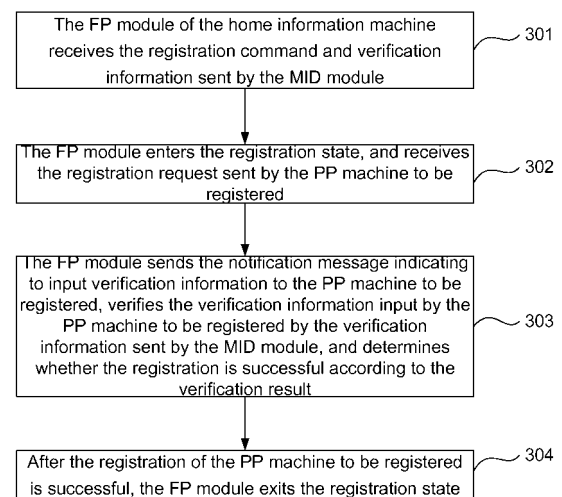 The FP module of the home information machine
receives the registration command and verification
information sent by the MID module
301
The FP module enters the registration state, and receives
the registration request sent by the PP machine to be
registered
302
The FP module sends the notification message indicating
to input verification information to the PP machine to be
registered, verifies the verification information input by the
PP machine to be registered by the verification
information sent by the MID module, and determines
whether the registration is successful according to the
verification result
303
After the registration of the PP machine to be registered
is successful, the FP module exits the registration state
304